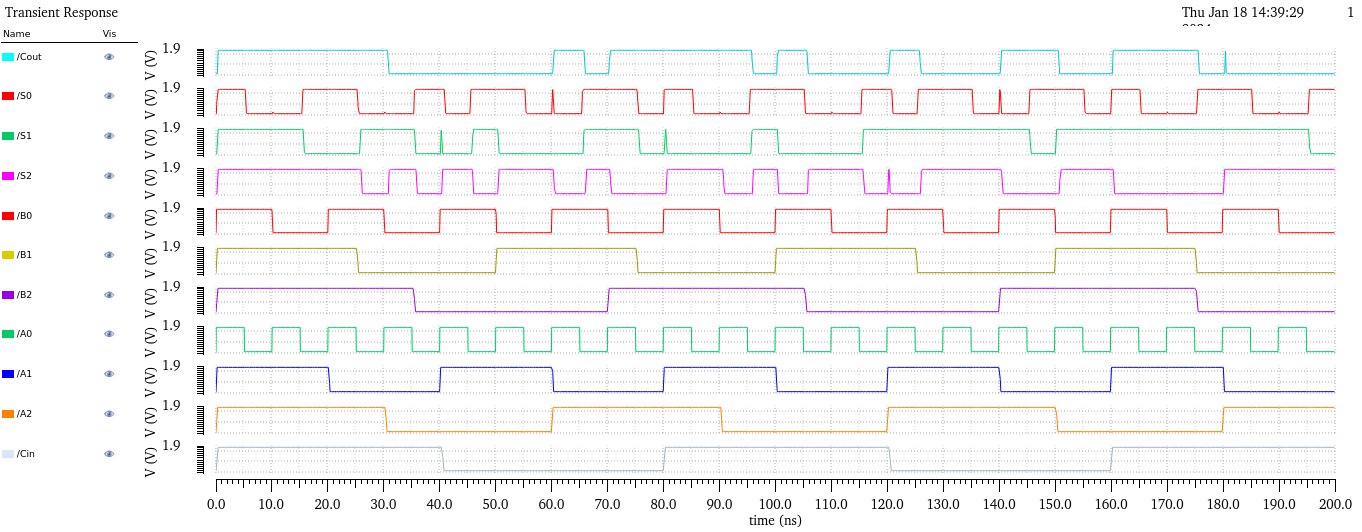 Transient Response
Thu Jan 18 14:39:29 1
Name Vis
/Cout V (V) 1.9
/S0 V (V) 1.9
/S1 V (V) 1.9
/S2 V (V) 1.9
/B0 V (V) 1.9
/B1 V (V) 1.9
/B2 V (V) 1.9
/A0 V (V) 1.9
/A1 V (V) 1.9
/A2 V (V) 1.9
/Cin V (V) 1.9
0.0 10.0 20.0 30.0 40.0 50.0 60.0 70.0 80.0 90.0 100.0 110.0 120.0 130.0 140.0 150.0 160.0 170.0 180.0 190.0 200.0
time (ns)